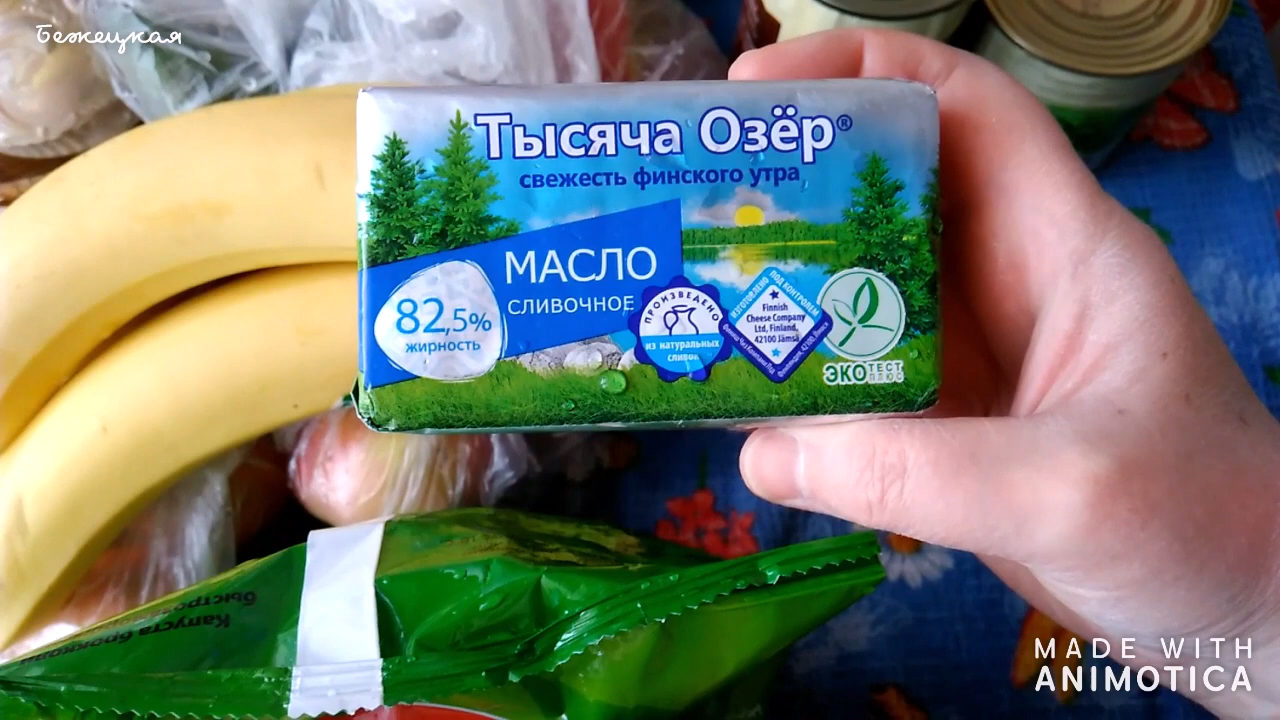 Бежецкая
Тысяча Озёр®
свежесть финского утра
МАСЛО
СЛИВОЧНОЕ
82,5%
жирность
ПРОИЗВЕДЕНО
из натуральных
сливок
ИЗГОТОВЛЕНО ПОД КОНТРОЛЕМ
Finnish
Cheese Company
Ltd, Finland,
42100 Jämsä
ЭКО ТЕСТ
ПЛЮС
Капуста брокколи
MADE WITH
ANIMOTICA